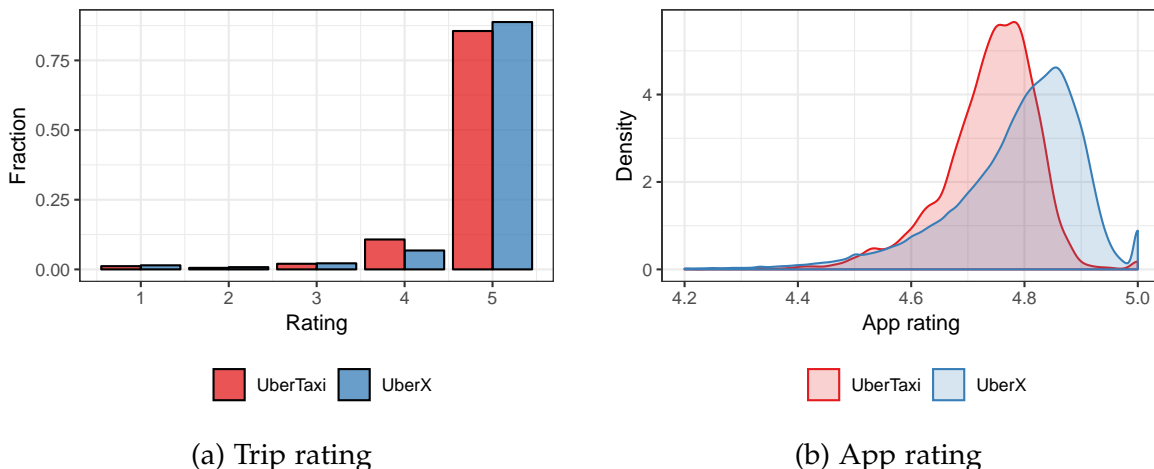 Fraction
0.75
0.50
0.25
0.00
1 2 3 4 5
Rating
UberTaxi UberX
(a) Trip rating
Density
4
2
0
4.2 4.4 4.6 4.8 5.0
App rating
UberTaxi UberX
(b) App rating